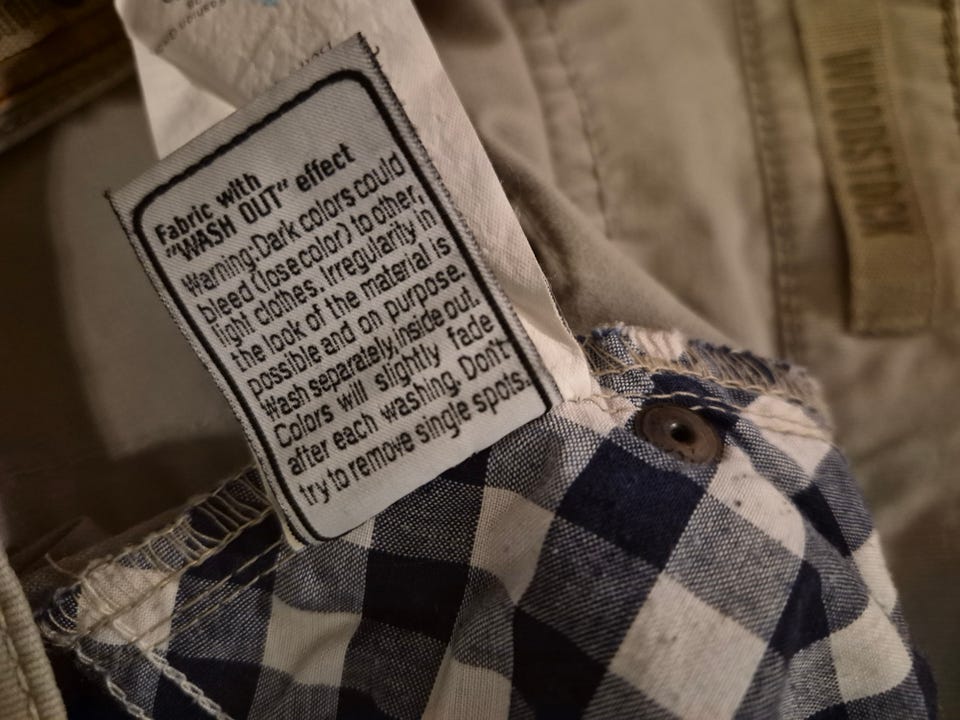 Fabric with
"WASH OUT" effect
Warning: Dark colors could
bleed (lose color) to other,
light clothes. Irregularity in
the look of the material is
possible and on purpose.
Wash separately, inside out.
Colors will slightly fade
after each washing. Don't
try to remove single spots.
WOODSTOCK